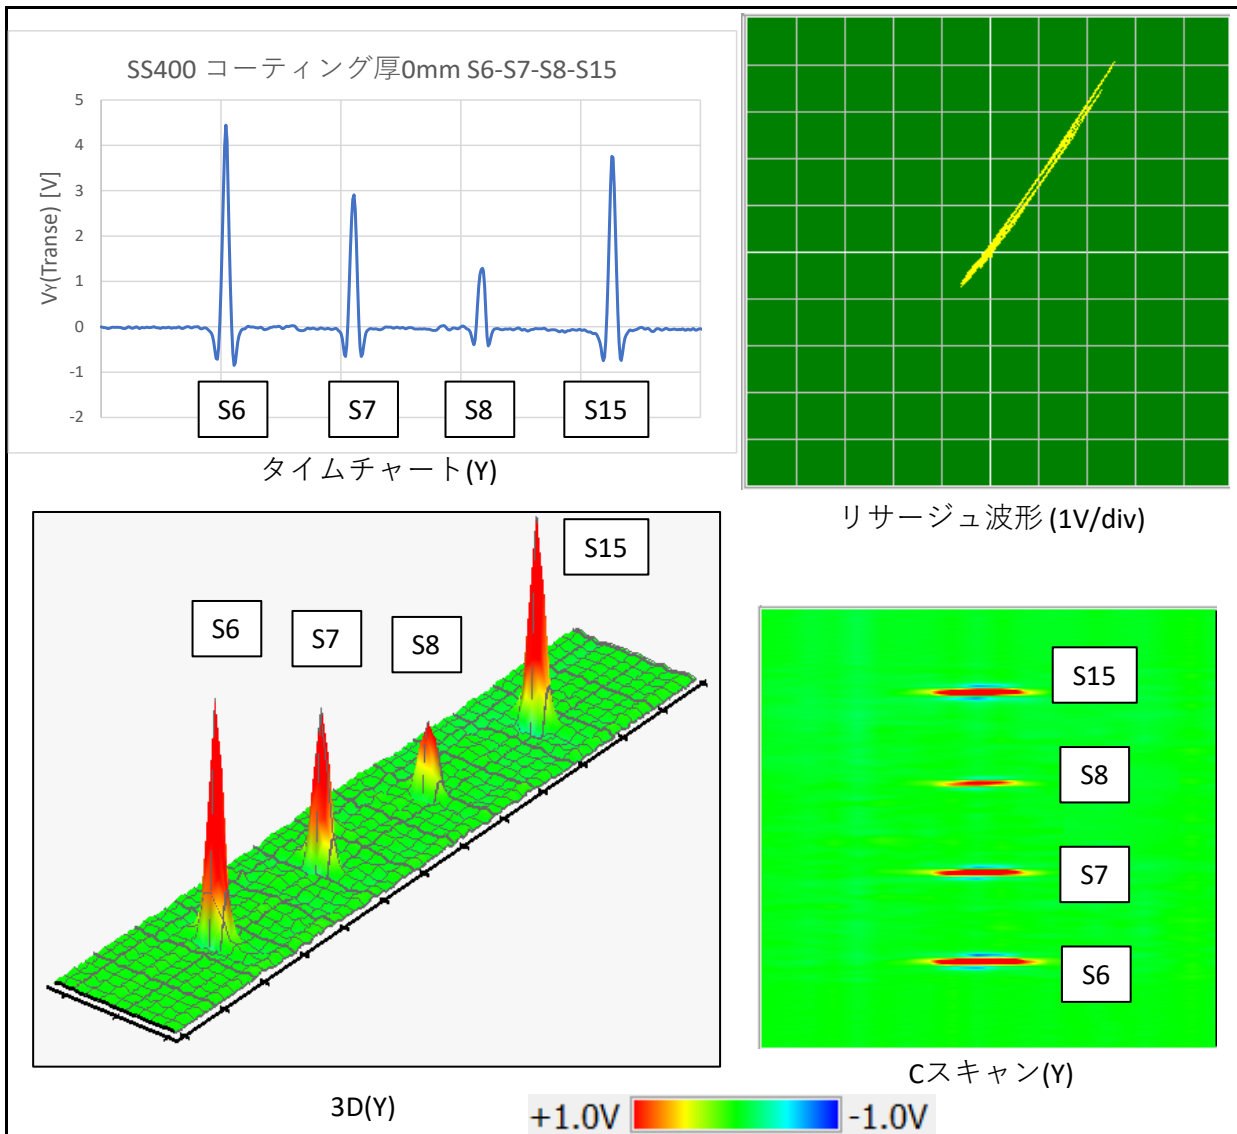 SS400 コーティング厚0mm S6-S7-S8-S15
VY(Transe) [V]
5
4
3
2
1
0
-1
-2
S6
S7
S8
S15
タイムチャート(Y)
リサージュ波形 (1V/div)
S15
S6
S7
S8
3D(Y)
S15
S8
S7
S6
Cスキャン(Y)
+1.0V
-1.0V